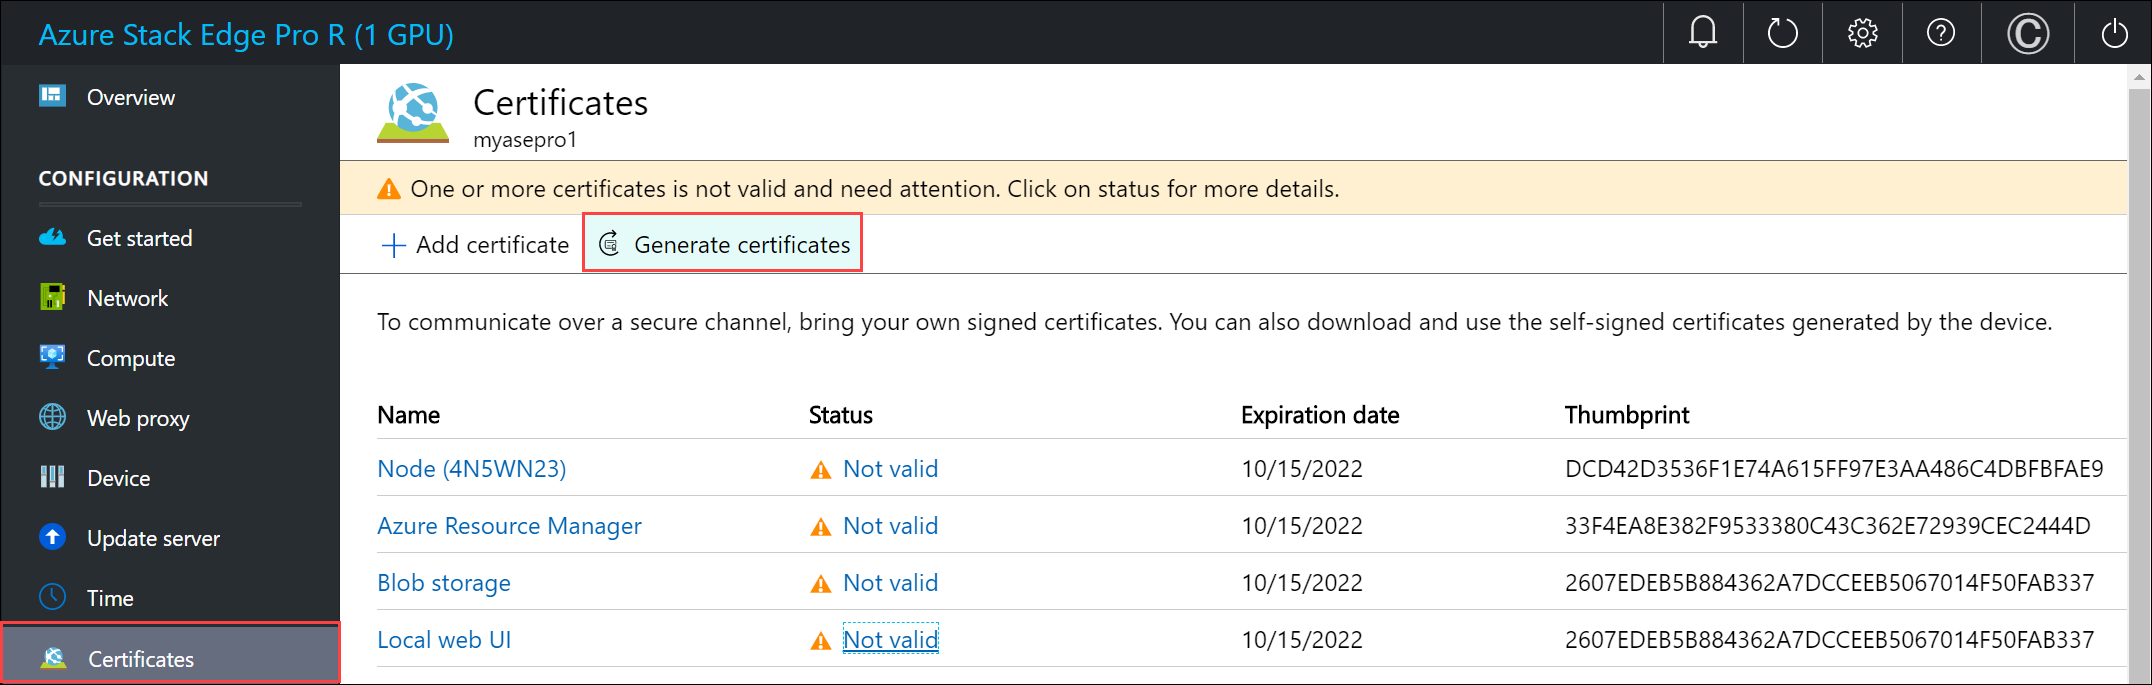 Azure Stack Edge Pro R (1 GPU)
Overview
CONFIGURATION
Get started
Network
Compute
Web proxy
Device
Update server
Time
Certificates
Certificates
myasepro1
One or more certificates is not valid and need attention. Click on status for more details.
Add certificate Generate certificates
To communicate over a secure channel, bring your own signed certificates. You can also download and use the self-signed certificates generated by the device.
Name Status Expiration date Thumbprint
Node (4N5WN23) Not valid 10/15/2022 DCD42D3536F1E74A615FF97E3AA486C4DBFBFAE9
Azure Resource Manager Not valid 10/15/2022 33F4EA8E382F9533380C43C362E72939CEC2444D
Blob storage Not valid 10/15/2022 2607EDEB5B884362A7DCCEEB5067014F50FAB337
Local web UI Not valid 10/15/2022 2607EDEB5B884362A7DCCEEB5067014F50FAB337